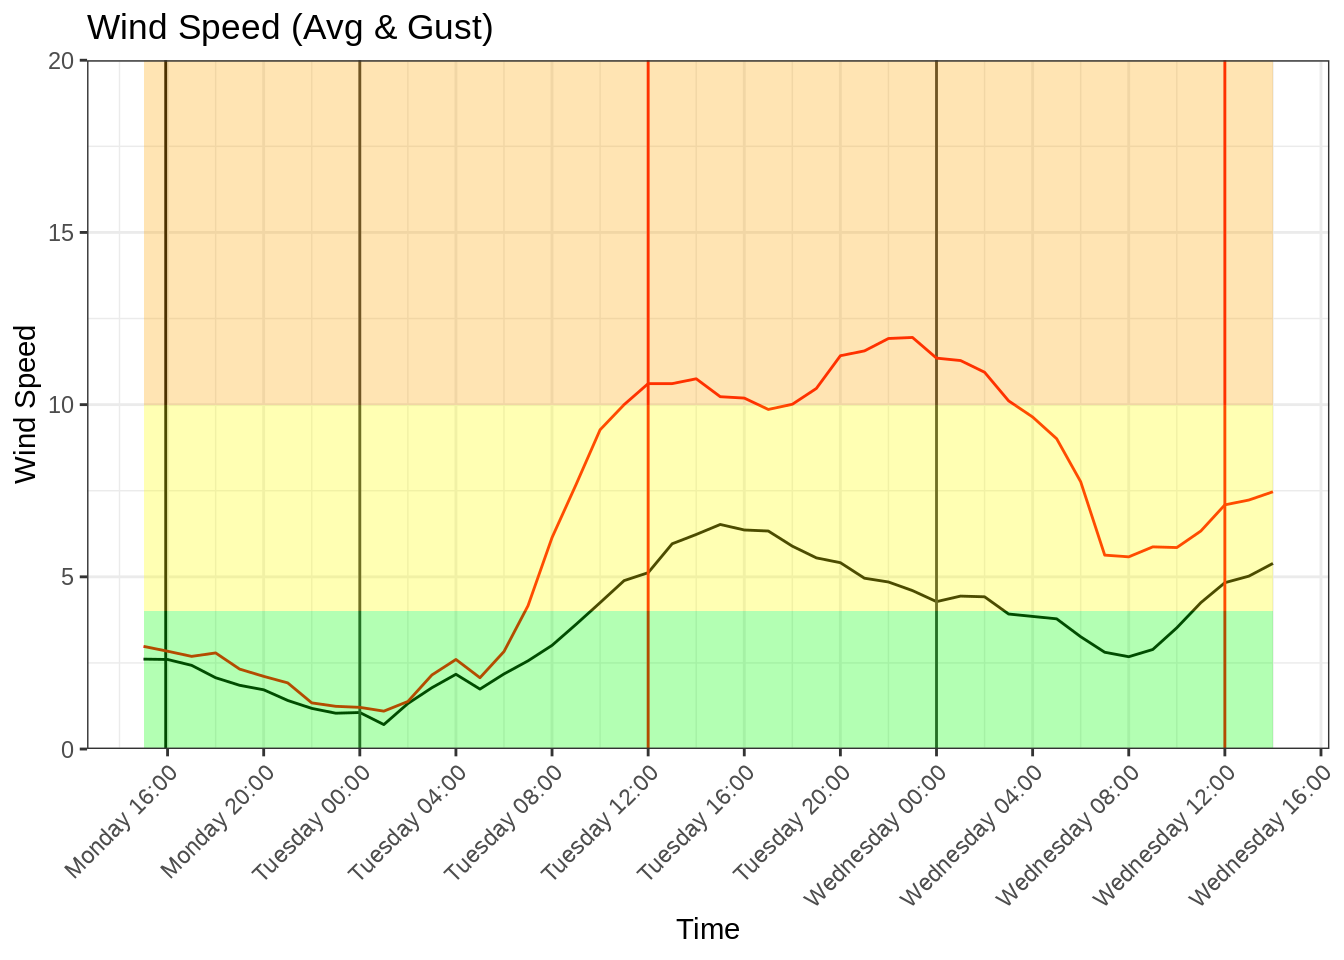 Wind Speed (Avg & Gust)
20
15
10
5
0
Wind Speed
Monday 16:00
Monday 20:00
Tuesday 00:00
Tuesday 04:00
Tuesday 08:00
Tuesday 12:00
Tuesday 16:00
Tuesday 20:00
Wednesday 00:00
Wednesday 04:00
Wednesday 08:00
Wednesday 12:00
Wednesday 16:00
Time